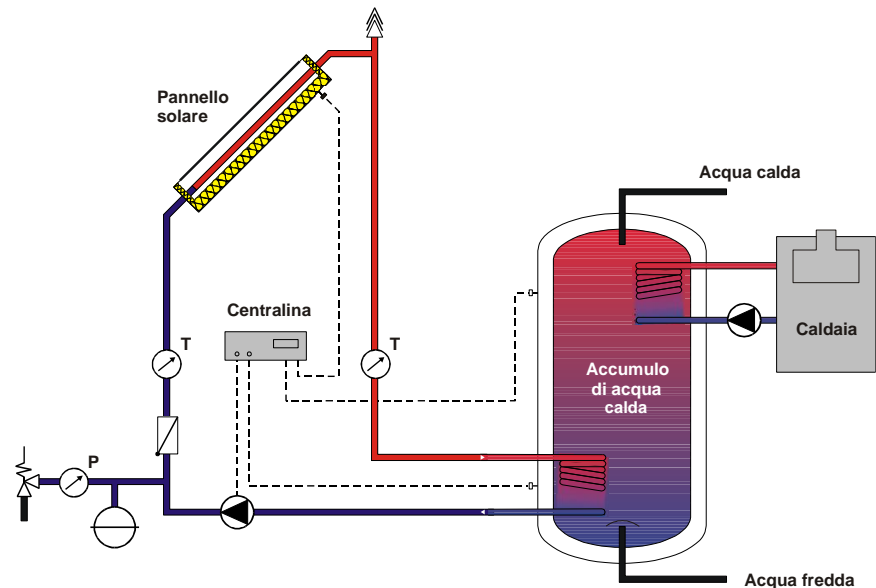 Pannello
solare
Acqua calda
Centralina
T
T
Caldaia
Accumulo
di acqua
calda
P
Acqua fredda